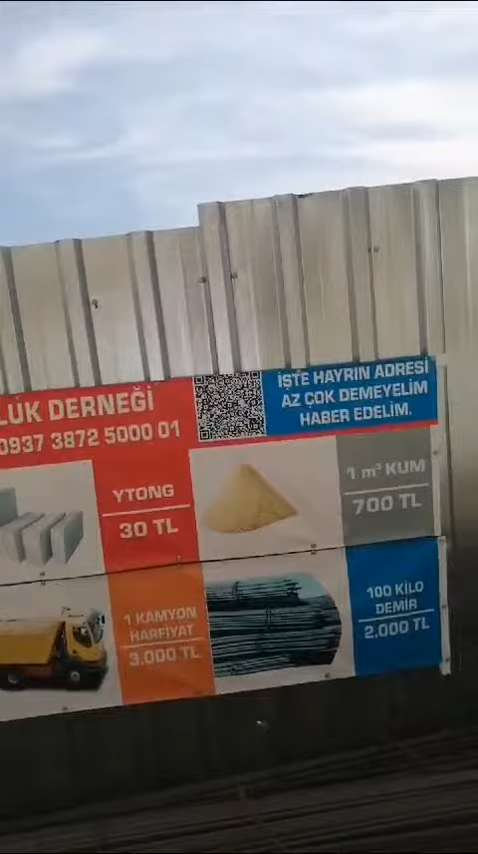 LÜK DERNEĞİ
0937 3872 5000 01
İŞTE HAYRIN ADRESİ
AZ ÇOK DEMEYELİM
HABER EDELİM.
YTONG
30 TL
1 m³ KUM
700 TL
1 KAMYON
HARFİYAT
3.000 TL
100 KİLO
DEMİR
2.000 TL